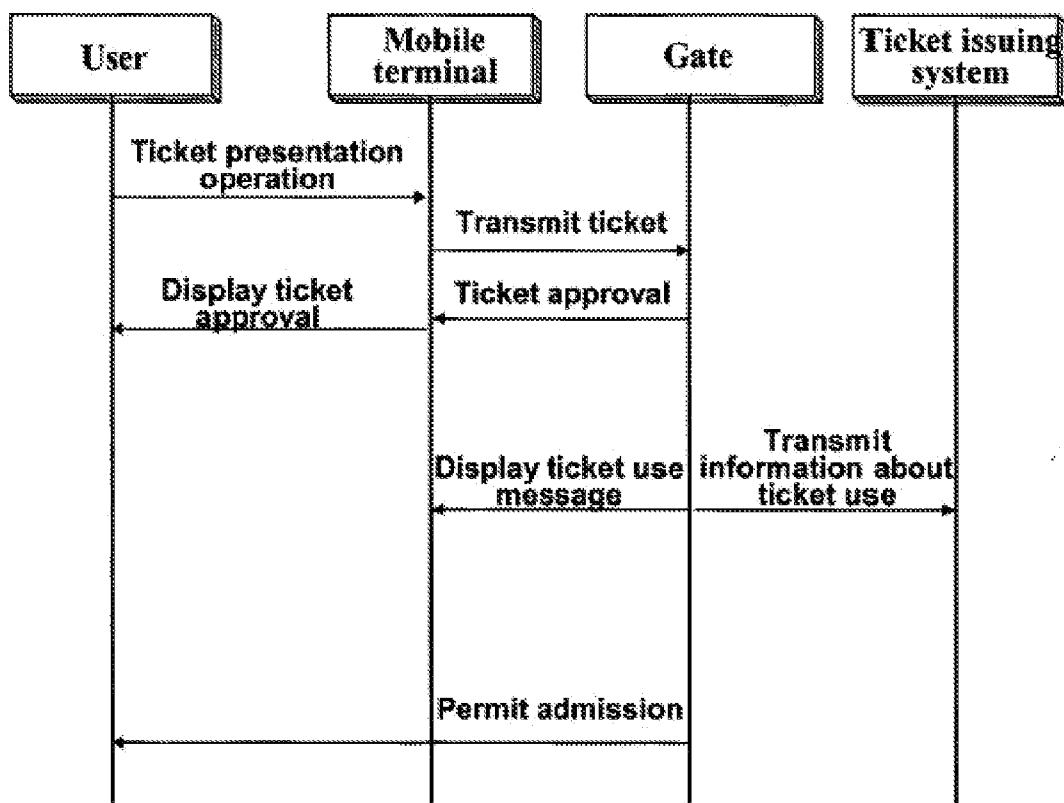 User
Mobile
terminal
Gate
Ticket issuing
system
Ticket presentation
operation
Transmit ticket
Display ticket
approval
Ticket approval
Display ticket use
message
Transmit
information about
ticket use
Permit admission